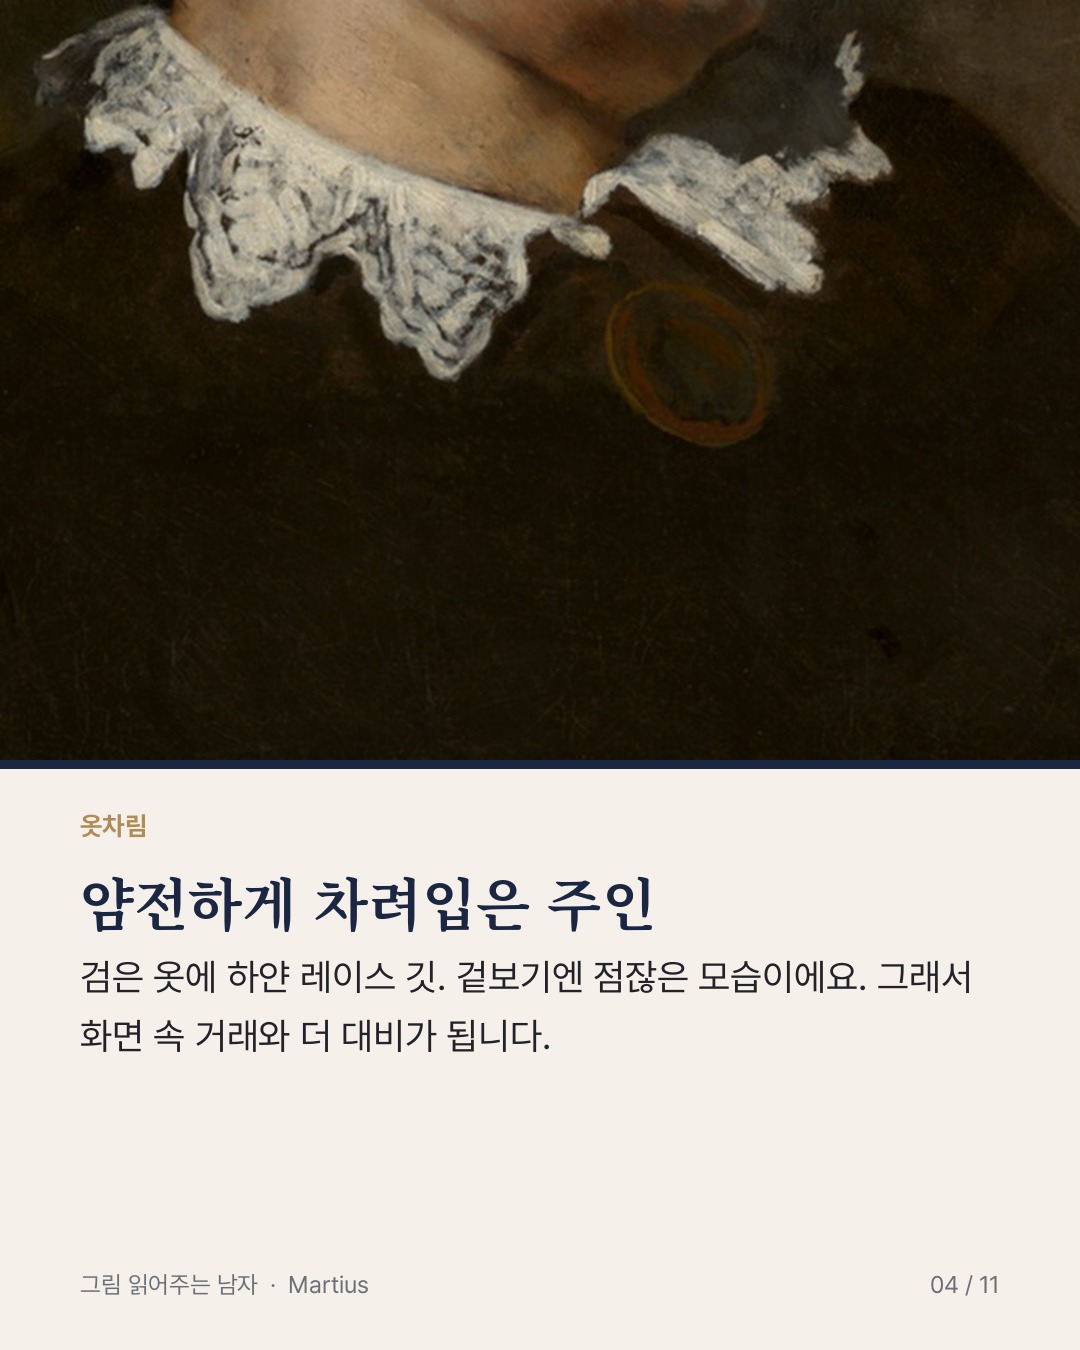 옷차림
얌전하게 차려입은 주인
검은 옷에 하얀 레이스 깃. 겉보기엔 점잖은 모습이에요. 그래서
화면 속 거래와 더 대비가 됩니다.
그림 읽어주는 남자 · Martius
04 / 11